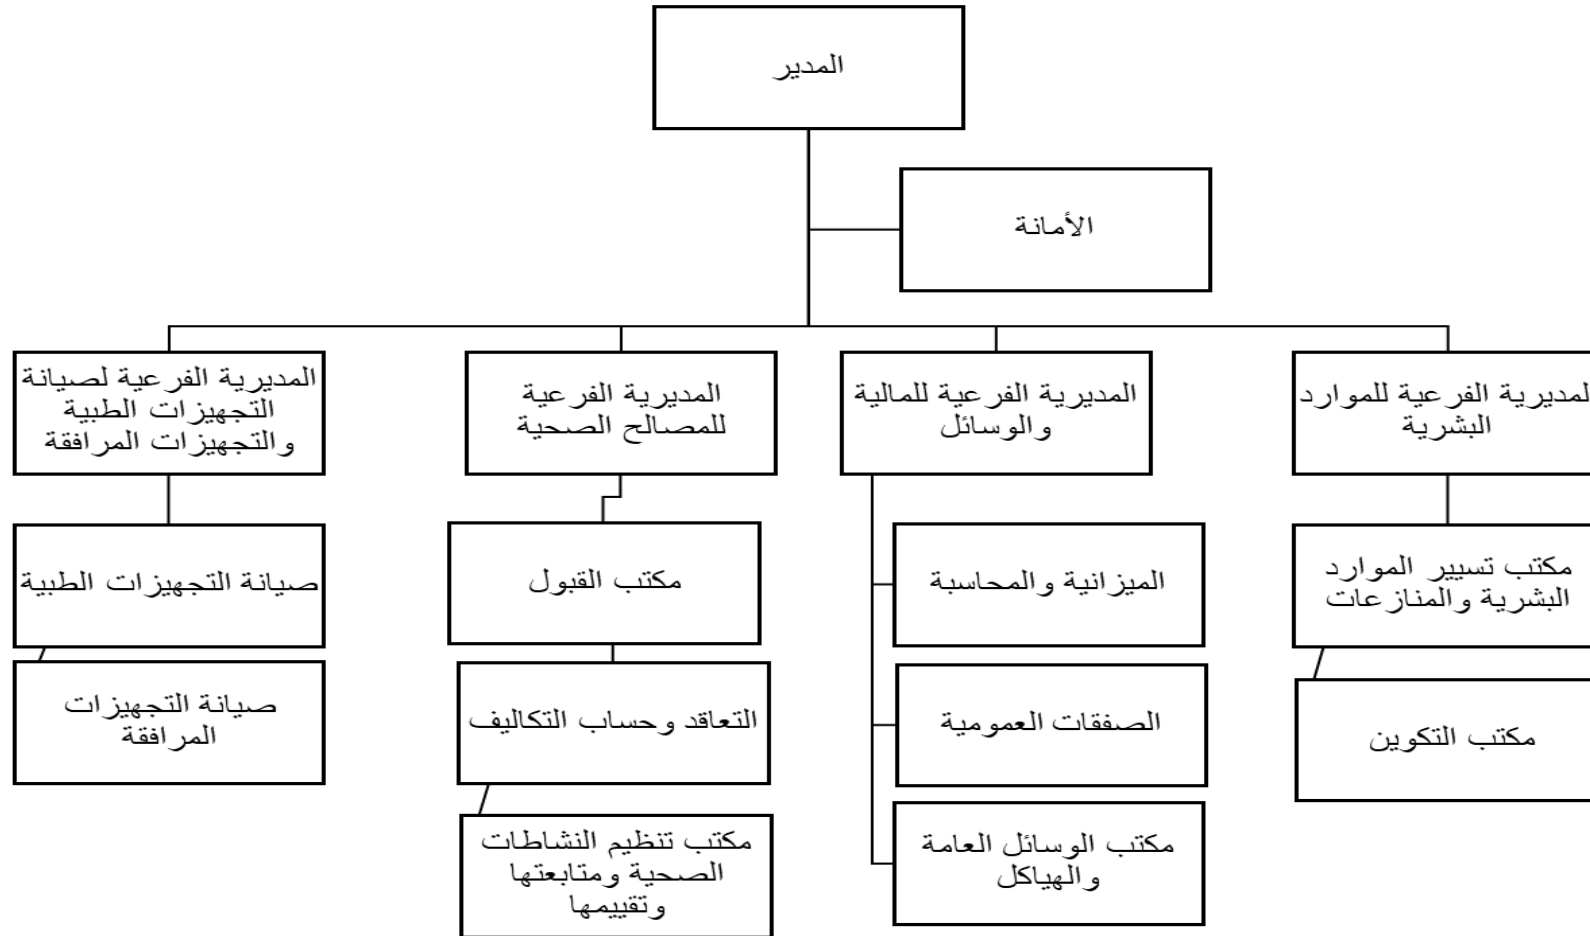 المدير
الأمانة
المديرية الفرعية للموارد
البشرية
المديرية الفرعية للمالية
والوسائل
المديرية الفرعية
للمصالح الصحية
المديرية الفرعية لصيانة
التجهيزات الطبية
والتجهيزات المرافقة
مكتب تسيير الموارد
البشرية والمنازعات
مكتب التكوين
الميزانية والمحاسبة
الصفقات العمومية
مكتب الوسائل العامة
والهياكل
مكتب القبول
التعاقد وحساب التكاليف
مكتب تنظيم النشاطات
الصحية ومتابعتها
وتقييمها
صيانة التجهيزات الطبية
صيانة التجهيزات
المرافقة